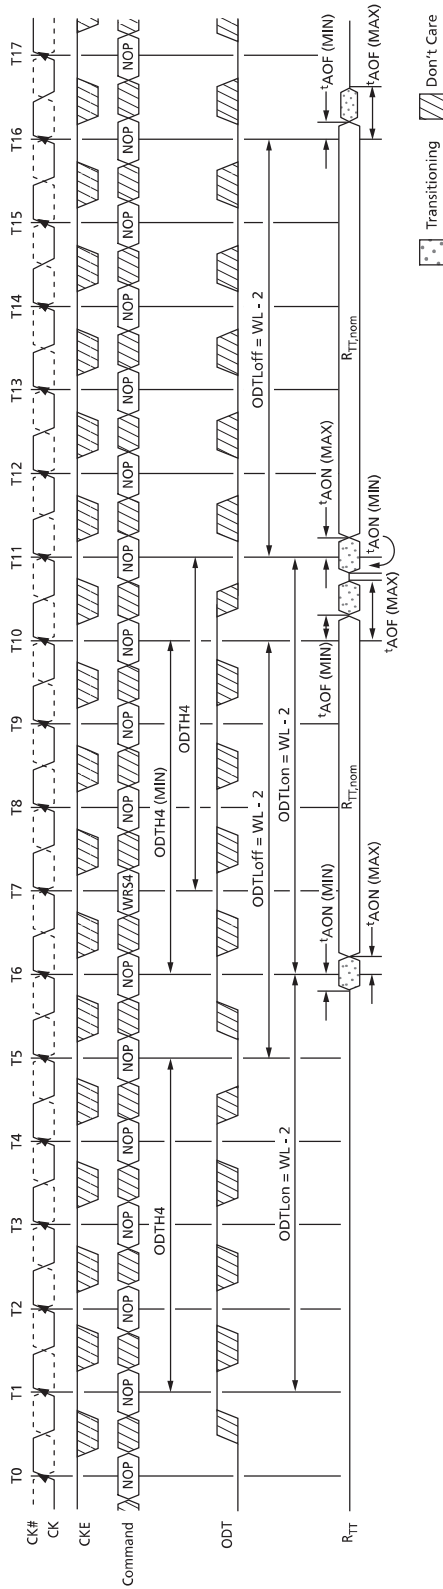 T0 T1 T2 T3 T4 T5 T6 T7 T8 T9 T10 T11 T12 T13 T14 T15 T16 T17
CK#
CK
CKE
Command NOP NOP NOP NOP NOP NOP NOP WRS4 NOP NOP NOP NOP NOP NOP NOP NOP NOP NOP
ODTH4 (MIN)
ODTH4 ODTH4
ODT
ODTLoff = WL - 2 ODTLoff = WL - 2
ODTLon = WL - 2 ODTLon = WL - 2
tAON (MIN) tAON (MAX) tAOF (MIN)
RTT RTT,nom RTT,nom
tAON (MAX) tAOF (MIN) tAON (MIN) tAOF (MAX)
tAOF (MAX)
Transitioning Don't Care